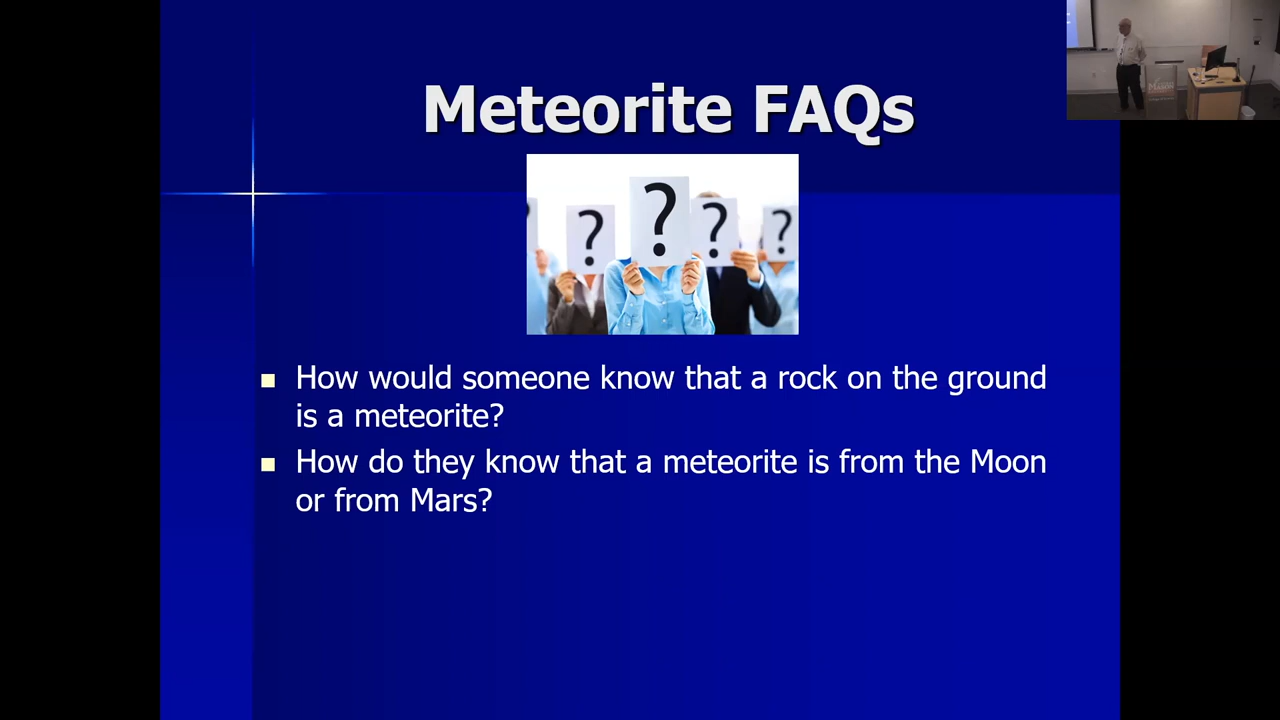 Meteorite FAQs
?
?
?
?
How would someone know that a rock on the ground
is a meteorite?
How do they know that a meteorite is from the Moon
or from Mars?